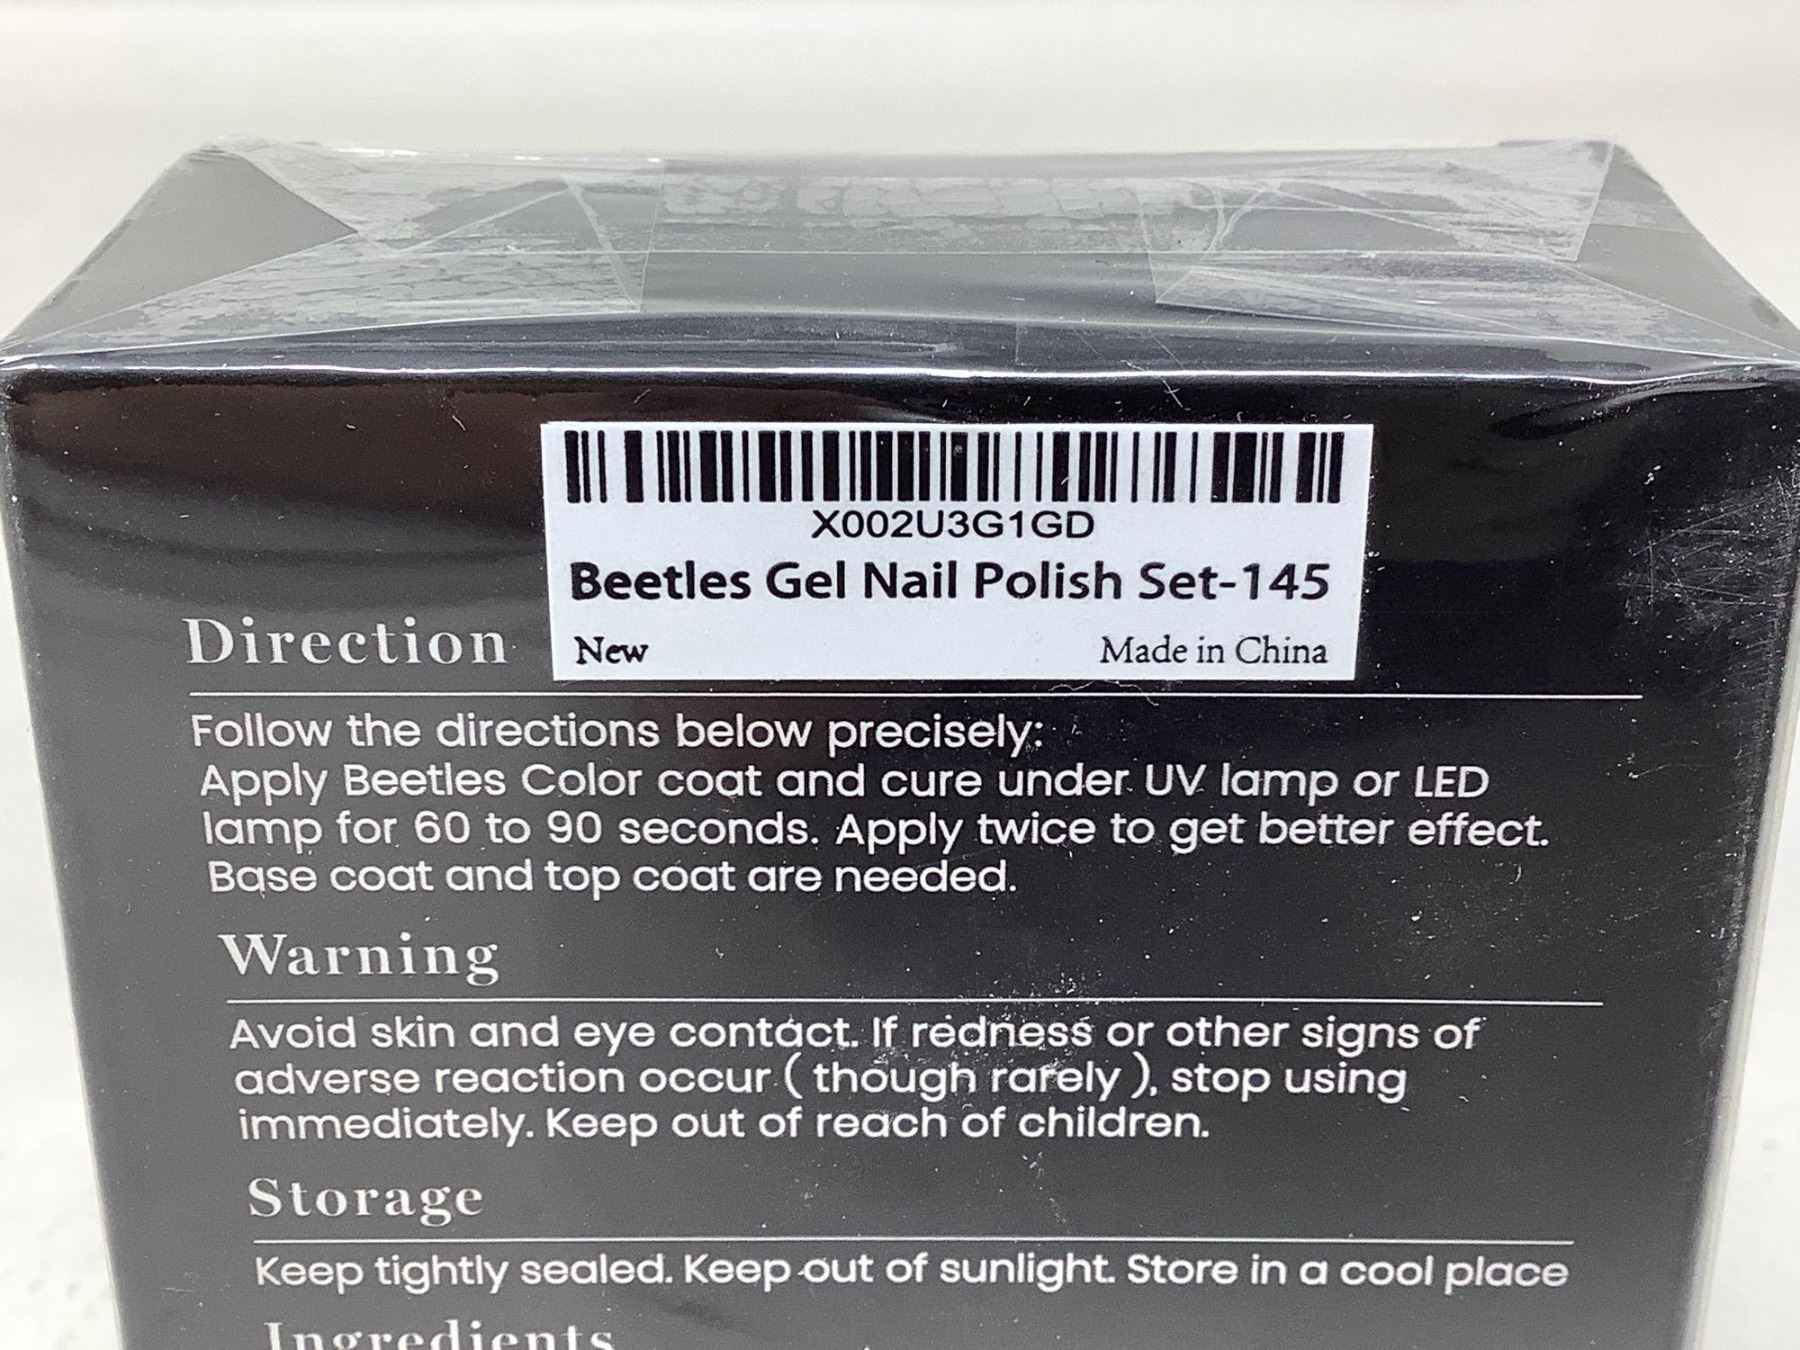 X002U3G1GD
Beetles Gel Nail Polish Set-145
New Made in China
Direction
Follow the directions below precisely:
Apply Beetles Color coat and cure under UV lamp or LED
lamp for 60 to 90 seconds. Apply twice to get better effect.
Base coat and top coat are needed.
Warning
Avoid skin and eye contact. If redness or other signs of
adverse reaction occur ( though rarely ), stop using
immediately. Keep out of reach of children.
Storage
Keep tightly sealed. Keep out of sunlight. Store in a cool place
Ingredients